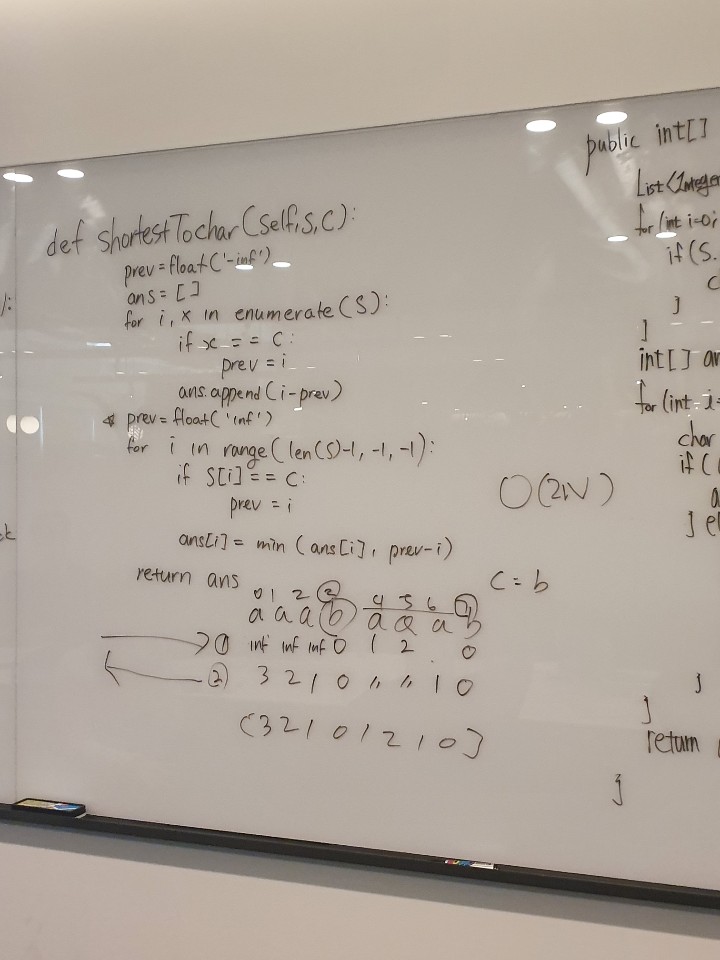 def shortestTochar(self,S,C):
prev=float('-inf')
ans = []
for i, x in enumerate(S):
if x == C:
prev = i
ans.append(i-prev)
prev=float('inf')
for i in range(len(S)-1, -1, -1):
if S[i] == C:
prev = i
ans[i] = min (ans[i], prev-i)
return ans
O(2N)
C = b
0 1 2 3 4 5 6 7
a a a b a a a b
① inf inf inf 0 1 2 0
② 3 2 1 0 " " 1 0
[3 2 1 0 1 2 1 0]
public int[]
List<Integer
for (int i=0;
if (S.
c
}
}
int[] an
for (int i=
char
if (
a
} el
}
}
return
}